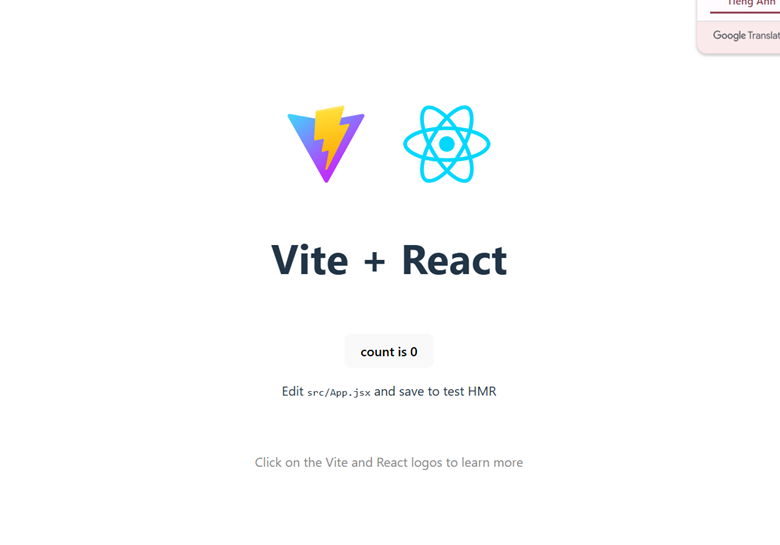 Tiếng Anh
Google
Vite + React
count is 0
Edit src/App.jsx and save to test HMR
Click on the Vite and React logos to learn more